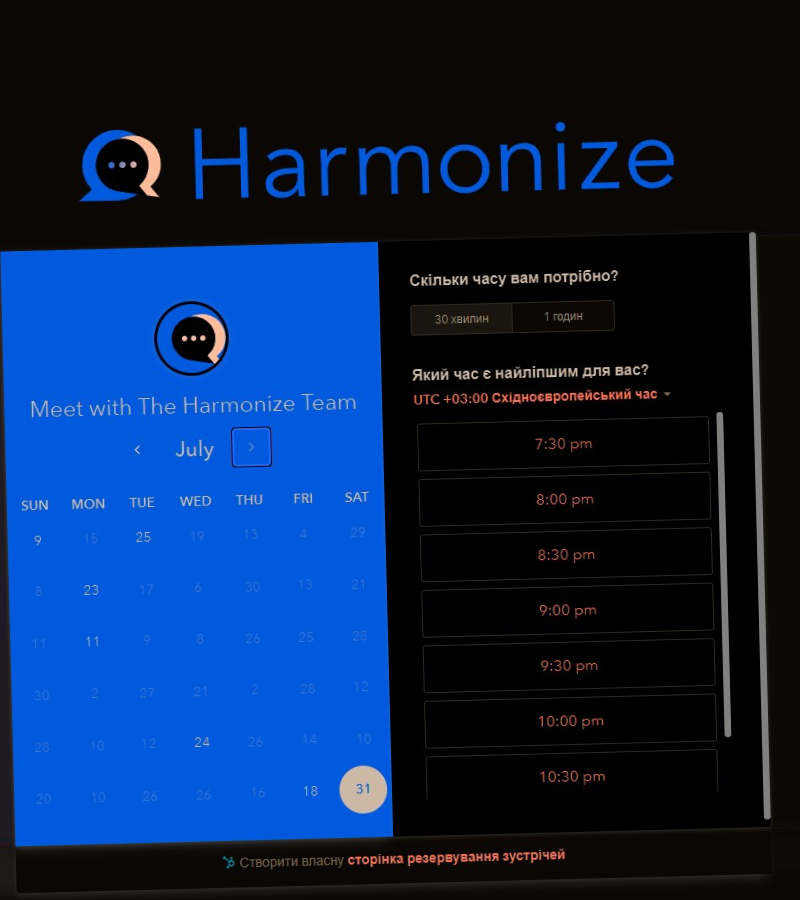 Harmonize
Meet with The Harmonize Team
July
SUN MON TUE WED THU FRI SAT
9 15 25 19 13 4 29
8 23 17 6 30 13 21
11 11 9 8 26 25 28
30 2 27 21 2 28 12
28 10 12 24 26 14 10
20 10 26 26 16 18 31
Скільки часу вам потрібно?
30 хвилин 1 годин
Який час є найліпшим для вас?
UTC +03:00 Східноєвропейський час
7:30 pm
8:00 pm
8:30 pm
9:00 pm
9:30 pm
10:00 pm
10:30 pm
Створити власну сторінка резервування зустрічей